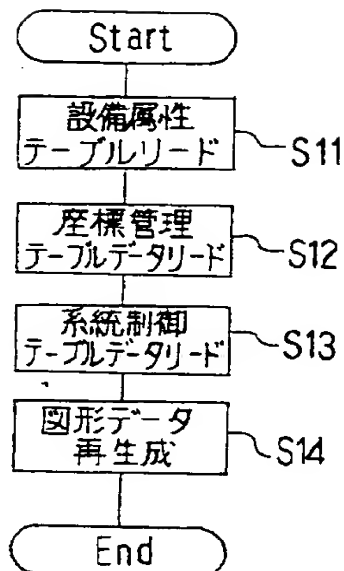 Start
設備属性
テーブルリード
S11
座標管理
テーブルデータリード
S12
系統制御
テーブルデータリード
S13
図形データ
再生成
S14
End